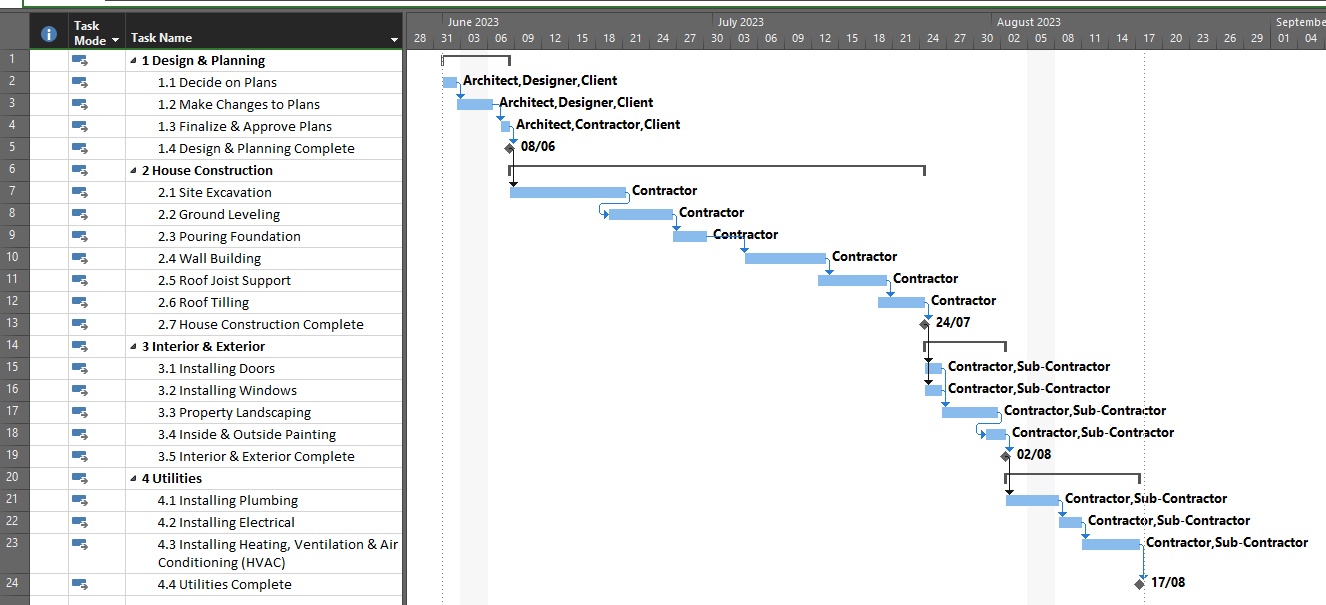 June 2023 July 2023 August 2023 Septembe
Task Mode Task Name 28 31 03 06 09 12 15 18 21 24 27 30 03 06 09 12 15 18 21 24 27 30 02 05 08 11 14 17 20 23 26 29 01 04
1 1 Design & Planning
2 1.1 Decide on Plans Architect,Designer,Client
3 1.2 Make Changes to Plans Architect,Designer,Client
4 1.3 Finalize & Approve Plans Architect,Contractor,Client
5 1.4 Design & Planning Complete 08/06
6 2 House Construction
7 2.1 Site Excavation Contractor
8 2.2 Ground Leveling Contractor
9 2.3 Pouring Foundation Contractor
10 2.4 Wall Building Contractor
11 2.5 Roof Joist Support Contractor
12 2.6 Roof Tilling Contractor
13 2.7 House Construction Complete 24/07
14 3 Interior & Exterior
15 3.1 Installing Doors Contractor,Sub-Contractor
16 3.2 Installing Windows Contractor,Sub-Contractor
17 3.3 Property Landscaping Contractor,Sub-Contractor
18 3.4 Inside & Outside Painting Contractor,Sub-Contractor
19 3.5 Interior & Exterior Complete 02/08
20 4 Utilities
21 4.1 Installing Plumbing Contractor,Sub-Contractor
22 4.2 Installing Electrical Contractor,Sub-Contractor
23 4.3 Installing Heating, Ventilation & Air Contractor,Sub-Contractor
Conditioning (HVAC)
24 4.4 Utilities Complete 17/08